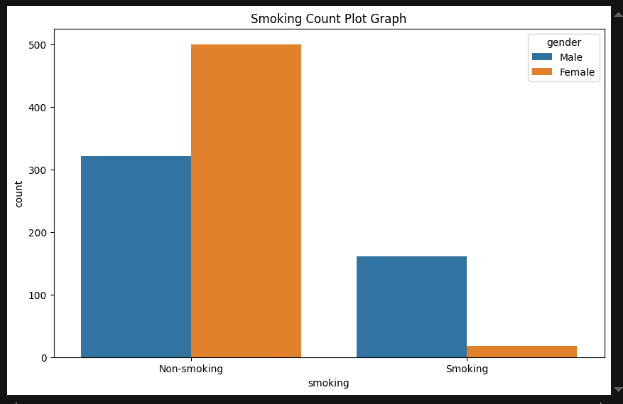 Smoking Count Plot Graph
gender
Male
Female
500
400
300
200
100
0
count
Non-smoking
Smoking
smoking